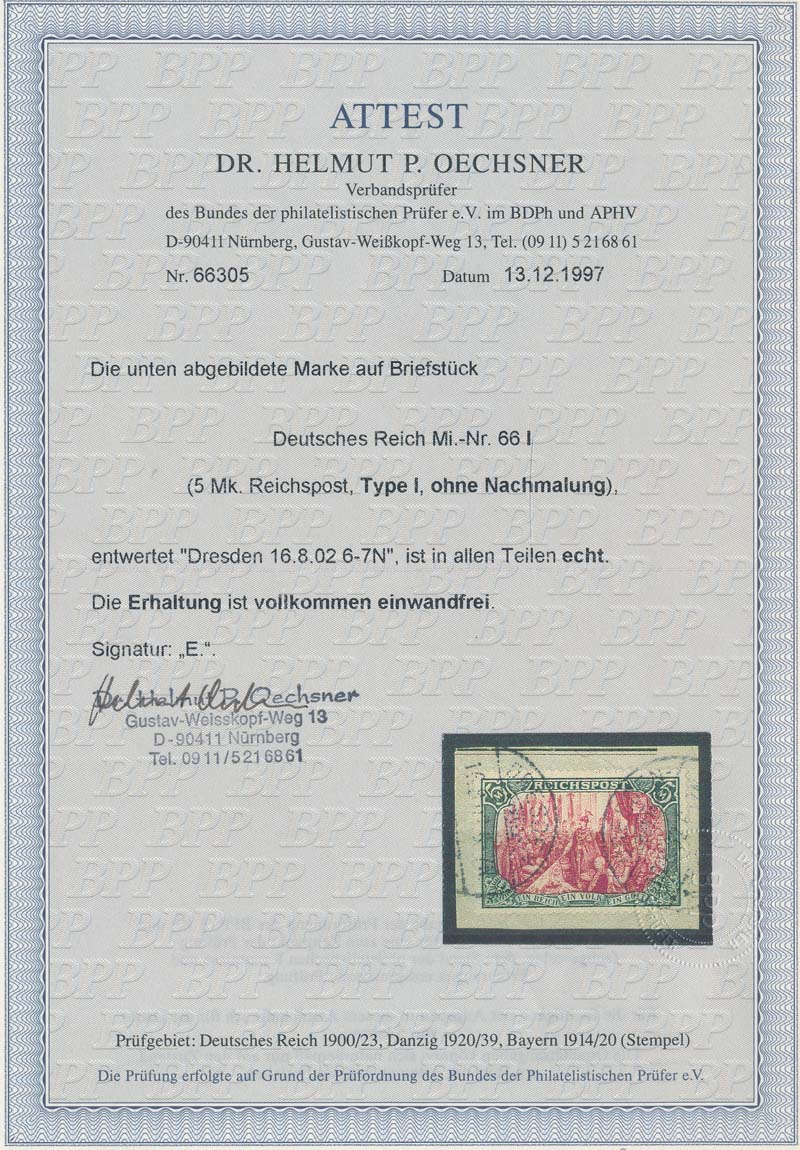 ATTEST
DR. HELMUT P. OECHSNER
Verbandsprüfer
des Bundes der philatelistischen Prüfer e.V. im BDPh und APHV
D-90411 Nürnberg, Gustav-Weißkopf-Weg 13, Tel. (09 11) 5 21 68 61
Nr. 66305 Datum 13.12.1997
Die unten abgebildete Marke auf Briefstück
Deutsches Reich Mi.-Nr. 66 I
(5 Mk. Reichspost, Type I, ohne Nachmalung),
entwertet "Dresden 16.8.02 6-7N", ist in allen Teilen echt.
Die Erhaltung ist vollkommen einwandfrei.
Signatur: „E.“.
Oechsner
Gustav-Weisskopf-Weg 13
D-90411 Nürnberg
Tel. 0911/5216861
REICHSPOST
REICH EIN VOLK EIN
BPP
Prüfgebiet: Deutsches Reich 1900/23, Danzig 1920/39, Bayern 1914/20 (Stempel)
Die Prüfung erfolgte auf Grund der Prüfordnung des Bundes der Philatelistischen Prüfer e.V.